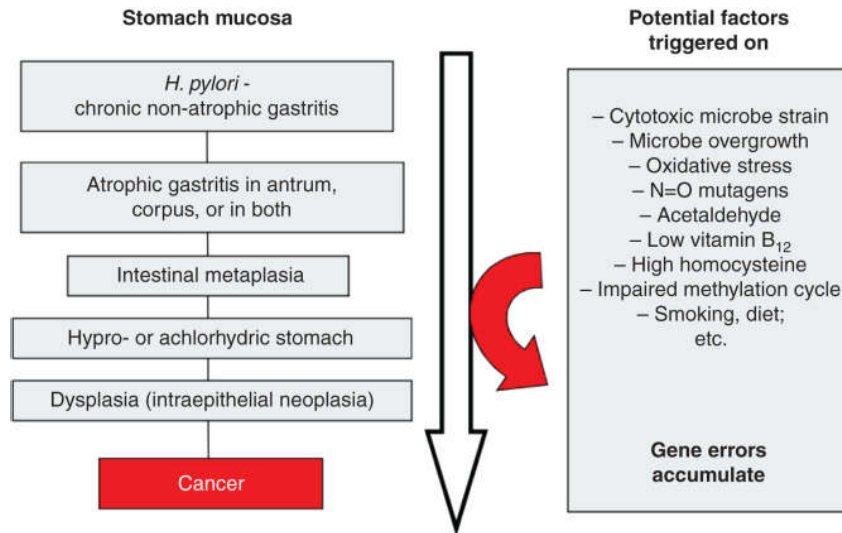 Stomach mucosa
H. pylori -
chronic non-atrophic gastritis
Atrophic gastritis in antrum,
corpus, or in both
Intestinal metaplasia
Hypro- or achlorhydric stomach
Dysplasia (intraepithelial neoplasia)
Cancer
Potential factors
triggered on
– Cytotoxic microbe strain
– Microbe overgrowth
– Oxidative stress
– N=O mutagens
– Acetaldehyde
– Low vitamin B₁₂
– High homocysteine
– Impaired methylation cycle
– Smoking, diet;
etc.
Gene errors
accumulate